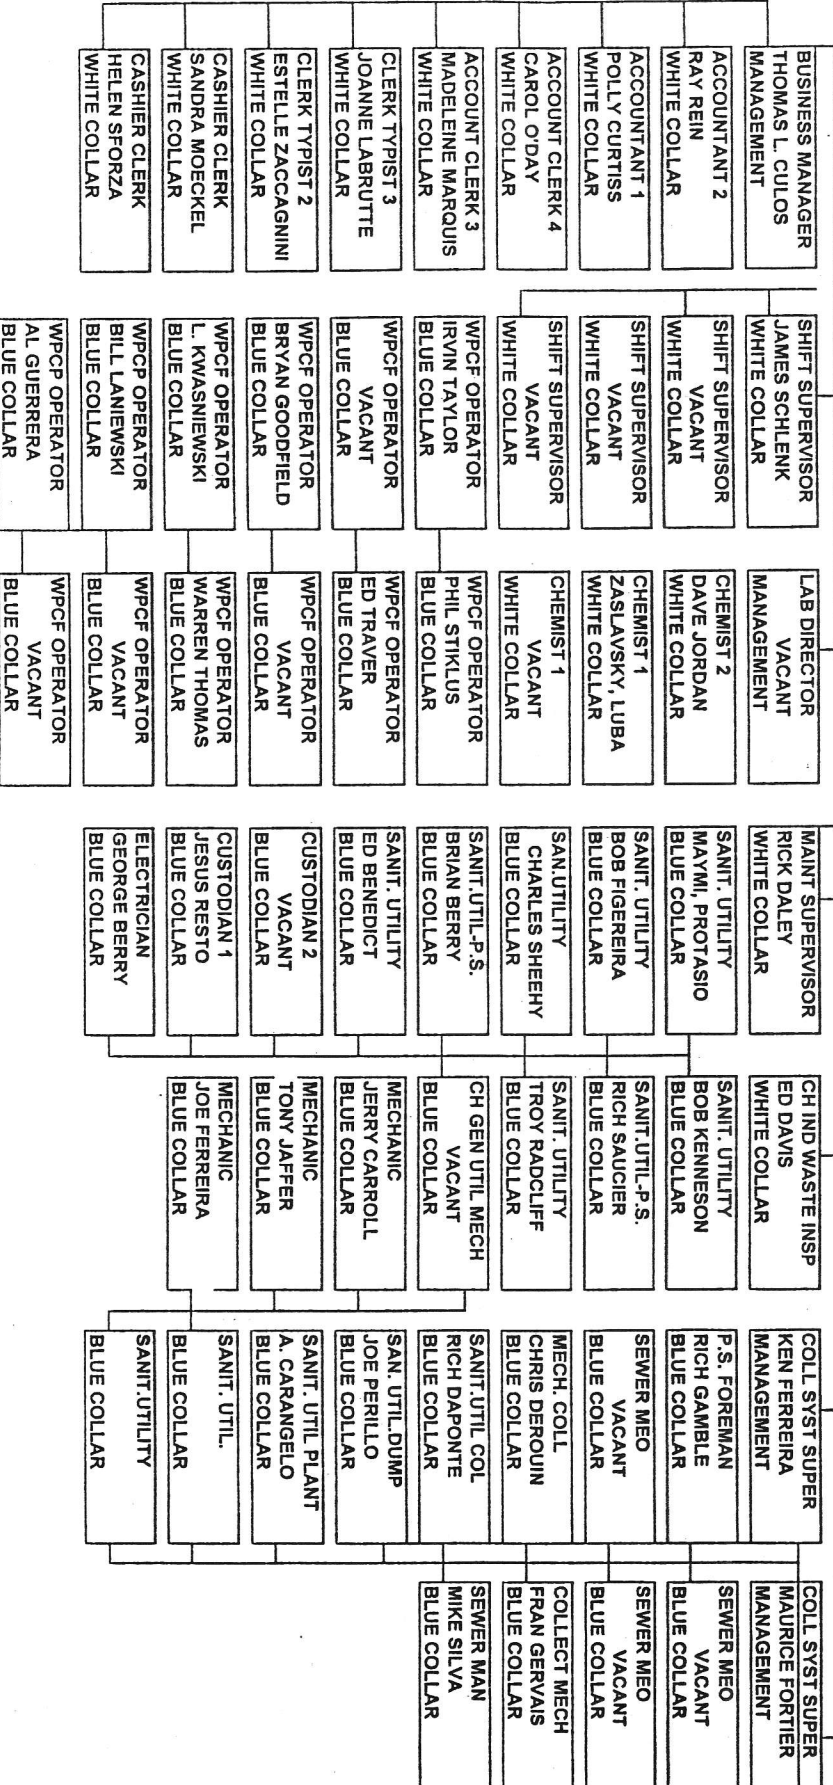 BUSINESS MANAGER
THOMAS L. CULOS
MANAGEMENT
ACCOUNTANT 2
RAY REIN
WHITE COLLAR
ACCOUNTANT 1
POLLY CURTISS
WHITE COLLAR
ACCOUNT CLERK 4
CAROL O'DAY
WHITE COLLAR
ACCOUNT CLERK 3
MADELEINE MARQUIS
WHITE COLLAR
CLERK TYPIST 3
JOANNE LABRUTTE
WHITE COLLAR
CLERK TYPIST 2
ESTELLE ZACCAGNINI
WHITE COLLAR
CASHIER CLERK
SANDRA MOECKEL
WHITE COLLAR
CASHIER CLERK
HELEN SFORZA
WHITE COLLAR
SHIFT SUPERVISOR
JAMES SCHLENK
WHITE COLLAR
SHIFT SUPERVISOR
VACANT
WHITE COLLAR
SHIFT SUPERVISOR
VACANT
WHITE COLLAR
SHIFT SUPERVISOR
VACANT
WHITE COLLAR
WPCF OPERATOR
IRVIN TAYLOR
BLUE COLLAR
WPCF OPERATOR
VACANT
BLUE COLLAR
WPCF OPERATOR
BRYAN GOODFIELD
BLUE COLLAR
WPCF OPERATOR
L. KWASNIEWSKI
BLUE COLLAR
WPCP OPERATOR
BILL LANIEWSKI
BLUE COLLAR
WPCP OPERATOR
AL GUERRERA
BLUE COLLAR
LAB DIRECTOR
VACANT
MANAGEMENT
CHEMIST 2
DAVE JORDAN
WHITE COLLAR
CHEMIST 1
ZASLAVSKY, LUBA
WHITE COLLAR
CHEMIST 1
VACANT
WHITE COLLAR
WPCF OPERATOR
PHIL STIKLUS
BLUE COLLAR
WPCF OPERATOR
ED TRAVER
BLUE COLLAR
WPCF OPERATOR
VACANT
BLUE COLLAR
WPCF OPERATOR
WARREN THOMAS
BLUE COLLAR
WPCF OPERATOR
VACANT
BLUE COLLAR
WPCF OPERATOR
VACANT
BLUE COLLAR
MAINT SUPERVISOR
RICK DALEY
WHITE COLLAR
SANIT. UTILITY
MAYMI, PROTASIO
BLUE COLLAR
SANIT. UTILITY
BOB FIGEREIRA
BLUE COLLAR
SAN.UTILITY
CHARLES SHEEHY
BLUE COLLAR
SANIT.UTIL-P.S.
BRIAN BERRY
BLUE COLLAR
SANIT. UTILITY
ED BENEDICT
BLUE COLLAR
CUSTODIAN 2
VACANT
BLUE COLLAR
CUSTODIAN 1
JESUS RESTO
BLUE COLLAR
ELECTRICIAN
GEORGE BERRY
BLUE COLLAR
CH IND WASTE INSP
ED DAVIS
WHITE COLLAR
SANIT. UTILITY
BOB KENNESON
BLUE COLLAR
SANIT.UTIL-P.S.
RICH SAUCIER
BLUE COLLAR
SANIT. UTILITY
TROY RADCLIFF
BLUE COLLAR
CH GEN UTIL MECH
VACANT
BLUE COLLAR
MECHANIC
JERRY CARROLL
BLUE COLLAR
MECHANIC
TONY JAFFER
BLUE COLLAR
MECHANIC
JOE FERREIRA
BLUE COLLAR
COLL SYST SUPER
KEN FERREIRA
MANAGEMENT
P.S. FOREMAN
RICH GAMBLE
BLUE COLLAR
SEWER MEO
VACANT
BLUE COLLAR
MECH. COLL
CHRIS DEROUIN
BLUE COLLAR
SANIT.UTIL COL
RICH DAPONTE
BLUE COLLAR
SAN. UTIL.DUMP
JOE PERILLO
BLUE COLLAR
SANIT. UTIL PLANT
A. CARANGELO
BLUE COLLAR
SANIT. UTIL.
BLUE COLLAR
SANIT.UTILITY
BLUE COLLAR
COLL SYST SUPER
MAURICE FORTIER
MANAGEMENT
SEWER MEO
VACANT
BLUE COLLAR
SEWER MEO
VACANT
BLUE COLLAR
COLLECT MECH
FRAN GERVAIS
BLUE COLLAR
SEWER MAN
MIKE SILVA
BLUE COLLAR